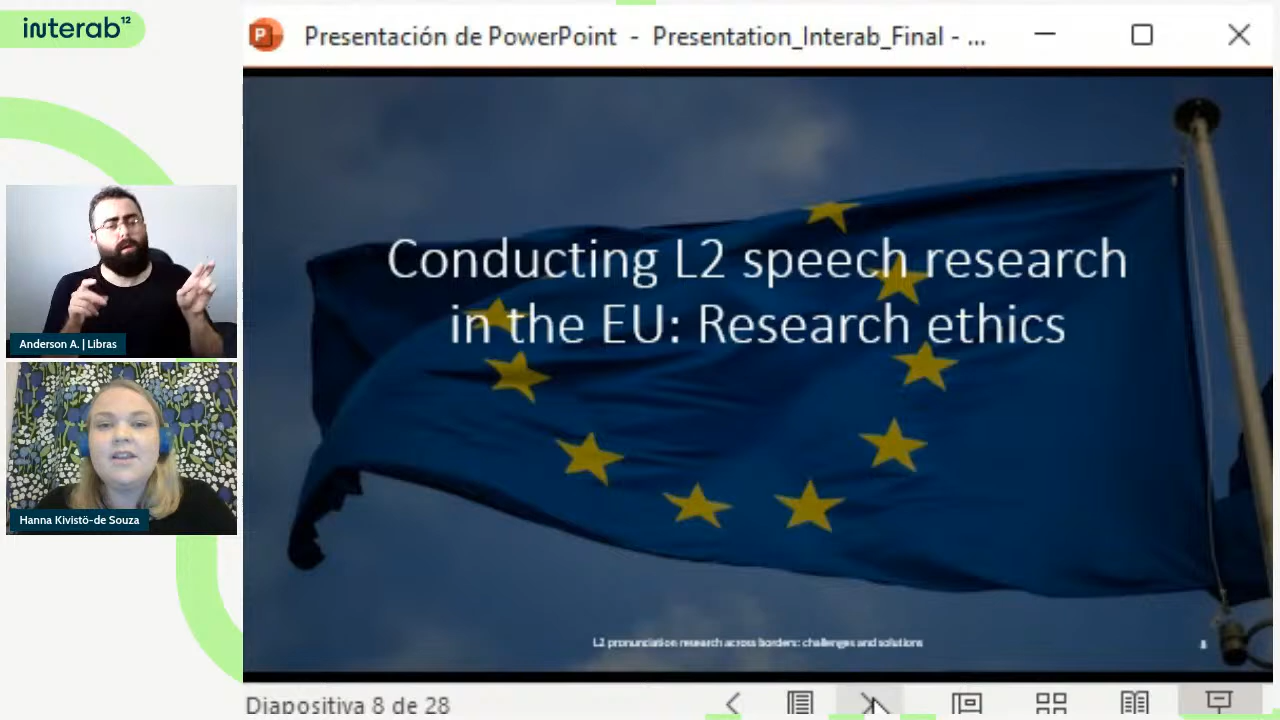 interab¹²
Presentación de PowerPoint - Presentation_Interab_Final - ...
Conducting L2 speech research
in the EU: Research ethics
Anderson A. | Libras
Hanna Kivistö-de Souza
L2 pronunciation research across borders: challenges and solutions
8
Diapositiva 8 de 28